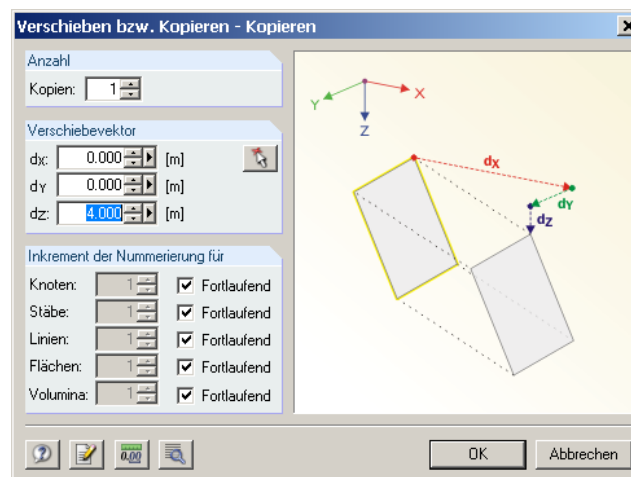 Verschieben bzw. Kopieren - Kopieren
Anzahl
Kopien: 1
Verschiebevektor
dX: 0.000 [m]
dY 0.000 [m]
dZ: 4.000 [m]
Inkrement der Nummerierung für
Knoten: 1 Fortlaufend
Stäbe: 1 Fortlaufend
Linien: 1 Fortlaufend
Flächen: 1 Fortlaufend
Volumina: 1 Fortlaufend
X
Y
Z
dX
dY
dZ
0.00
OK
Abbrechen